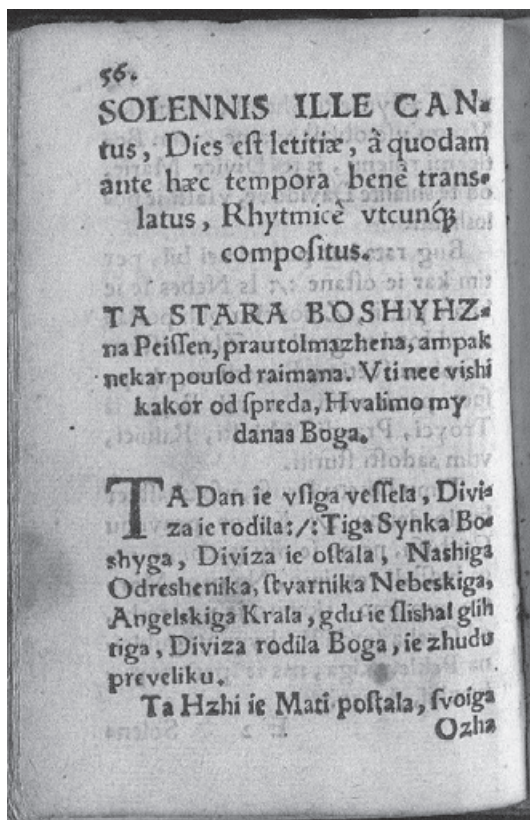 56.
SOLENNIS ILLE CAN-
tus, Dies eſt letitiæ, â quodam
ante hæc tempora benè trans-
latus, Rhytmicè vtcunq́;
compoſitus.
TA STARA BOSHYHZ-
na Peiſſen, prautolmazhena, ampak
nekar pouſod raimana. V ti nee vishi
kakor od ſpreda, Hvalimo my
danas Boga.
TA Dan ie vſiga veſſela, Divi-
za ie rodila:/: Tiga Synka Bo-
shyga, Diviza ie oſtala, Nashiga
Odreshenika, ſtvarnika Nebeskiga,
Angelskiga Krala, gdu ie ſlishal glih
tiga, Diviza rodila Boga, ie zhudu
preveliku.
Ta Hzhi ie Mati poſtala, ſvoiga
Ozha